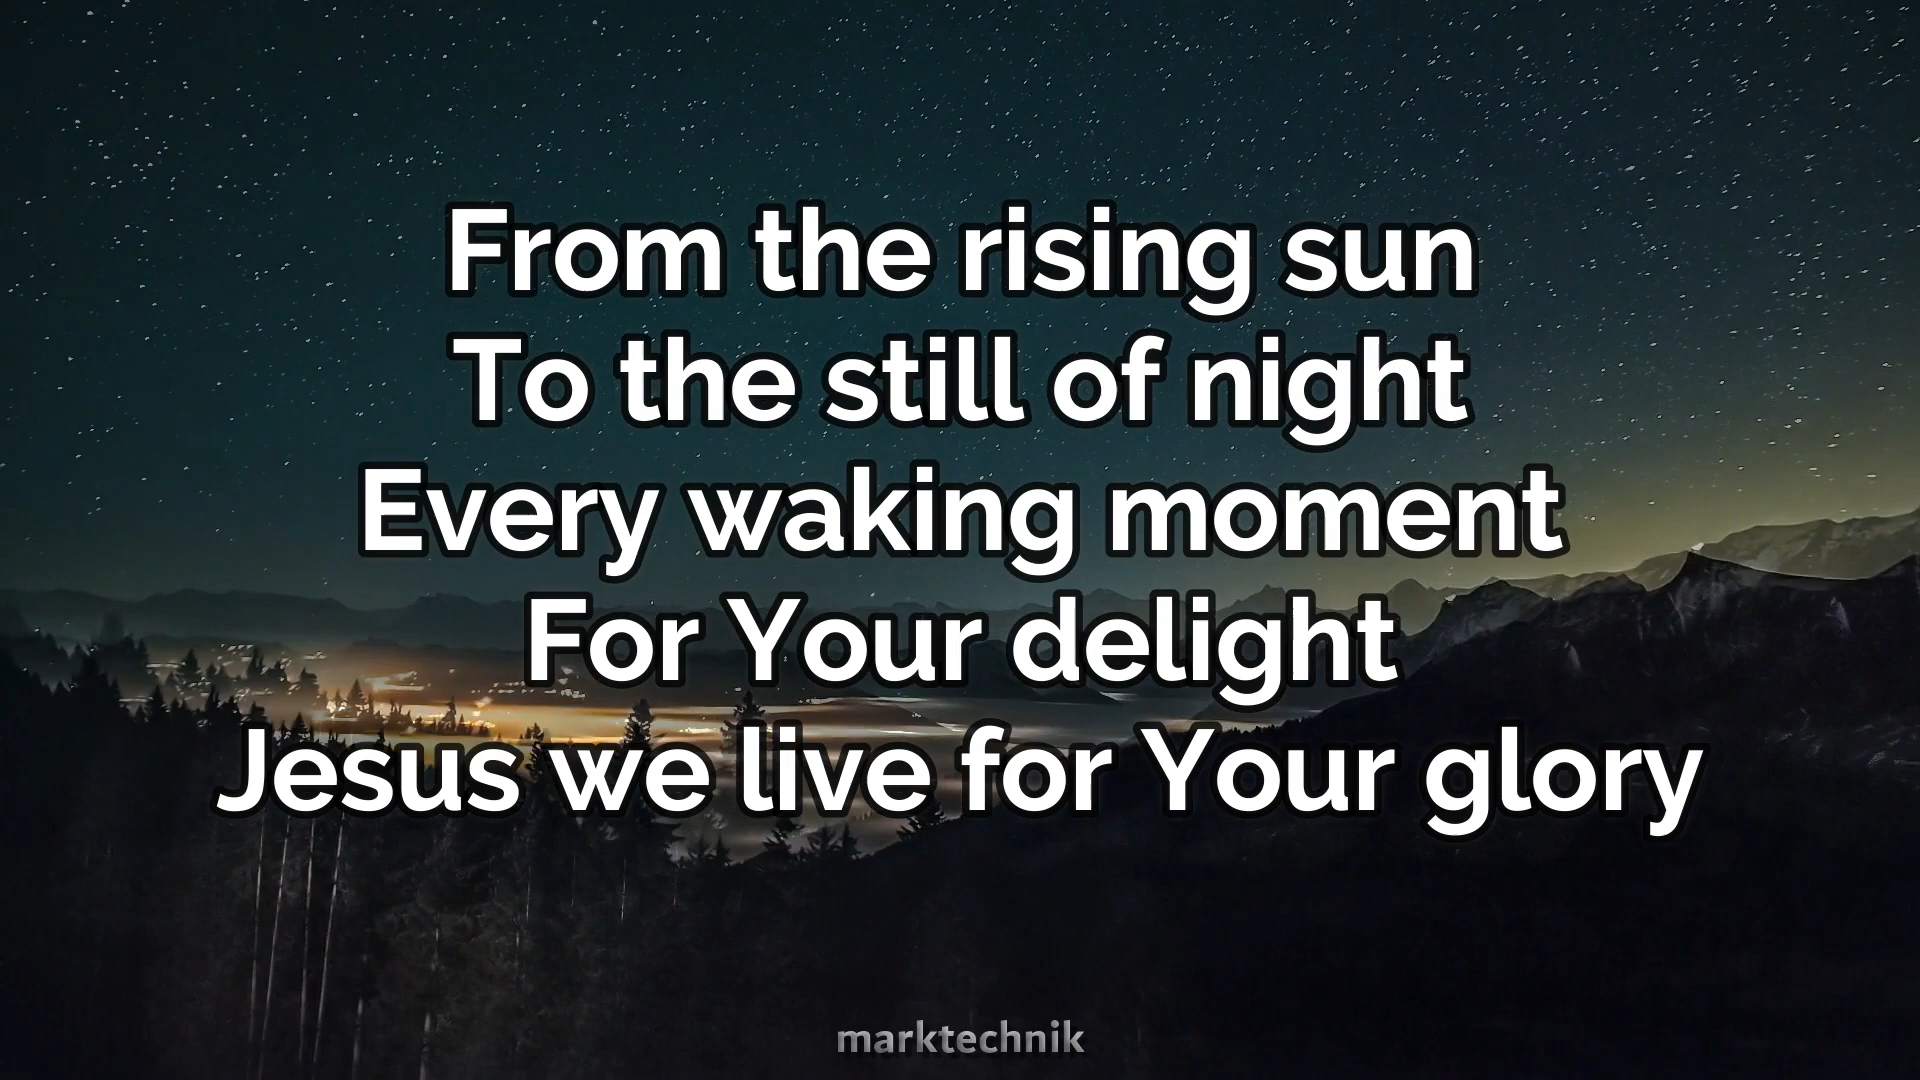 From the rising sun
To the still of night
Every waking moment
For Your delight
Jesus we live for Your glory
marktechnik